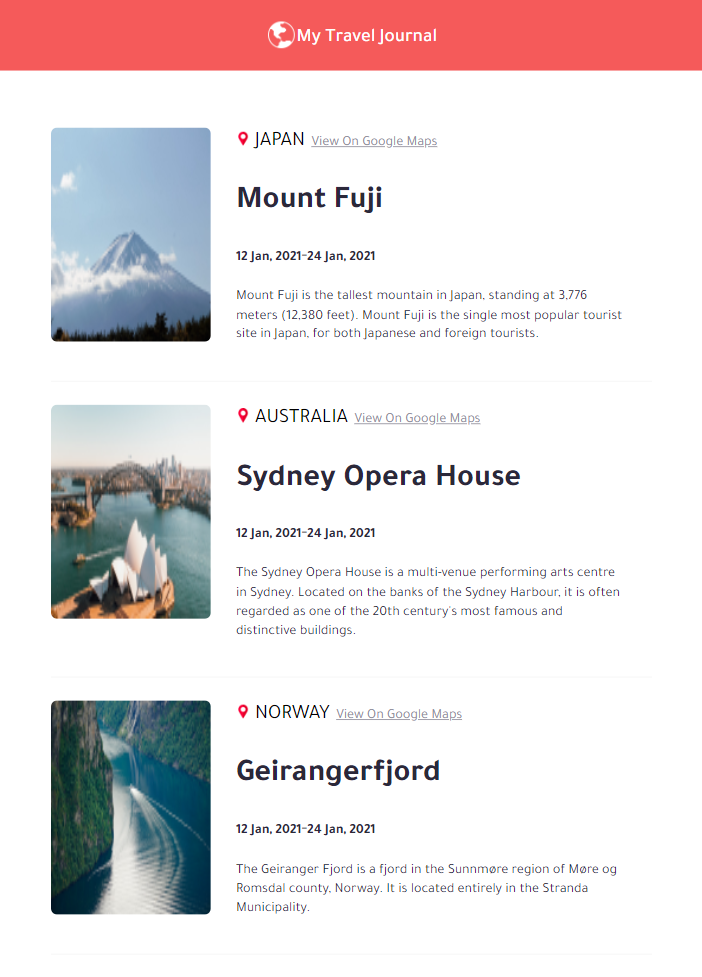 My Travel Journal
JAPAN View On Google Maps
Mount Fuji
12 Jan, 2021-24 Jan, 2021
Mount Fuji is the tallest mountain in Japan, standing at 3,776
meters (12,380 feet). Mount Fuji is the single most popular tourist
site in Japan, for both Japanese and foreign tourists.
AUSTRALIA View On Google Maps
Sydney Opera House
12 Jan, 2021-24 Jan, 2021
The Sydney Opera House is a multi-venue performing arts centre
in Sydney. Located on the banks of the Sydney Harbour, it is often
regarded as one of the 20th century's most famous and
distinctive buildings.
NORWAY View On Google Maps
Geirangerfjord
12 Jan, 2021-24 Jan, 2021
The Geiranger Fjord is a fjord in the Sunnmøre region of Møre og
Romsdal county, Norway. It is located entirely in the Stranda
Municipality.